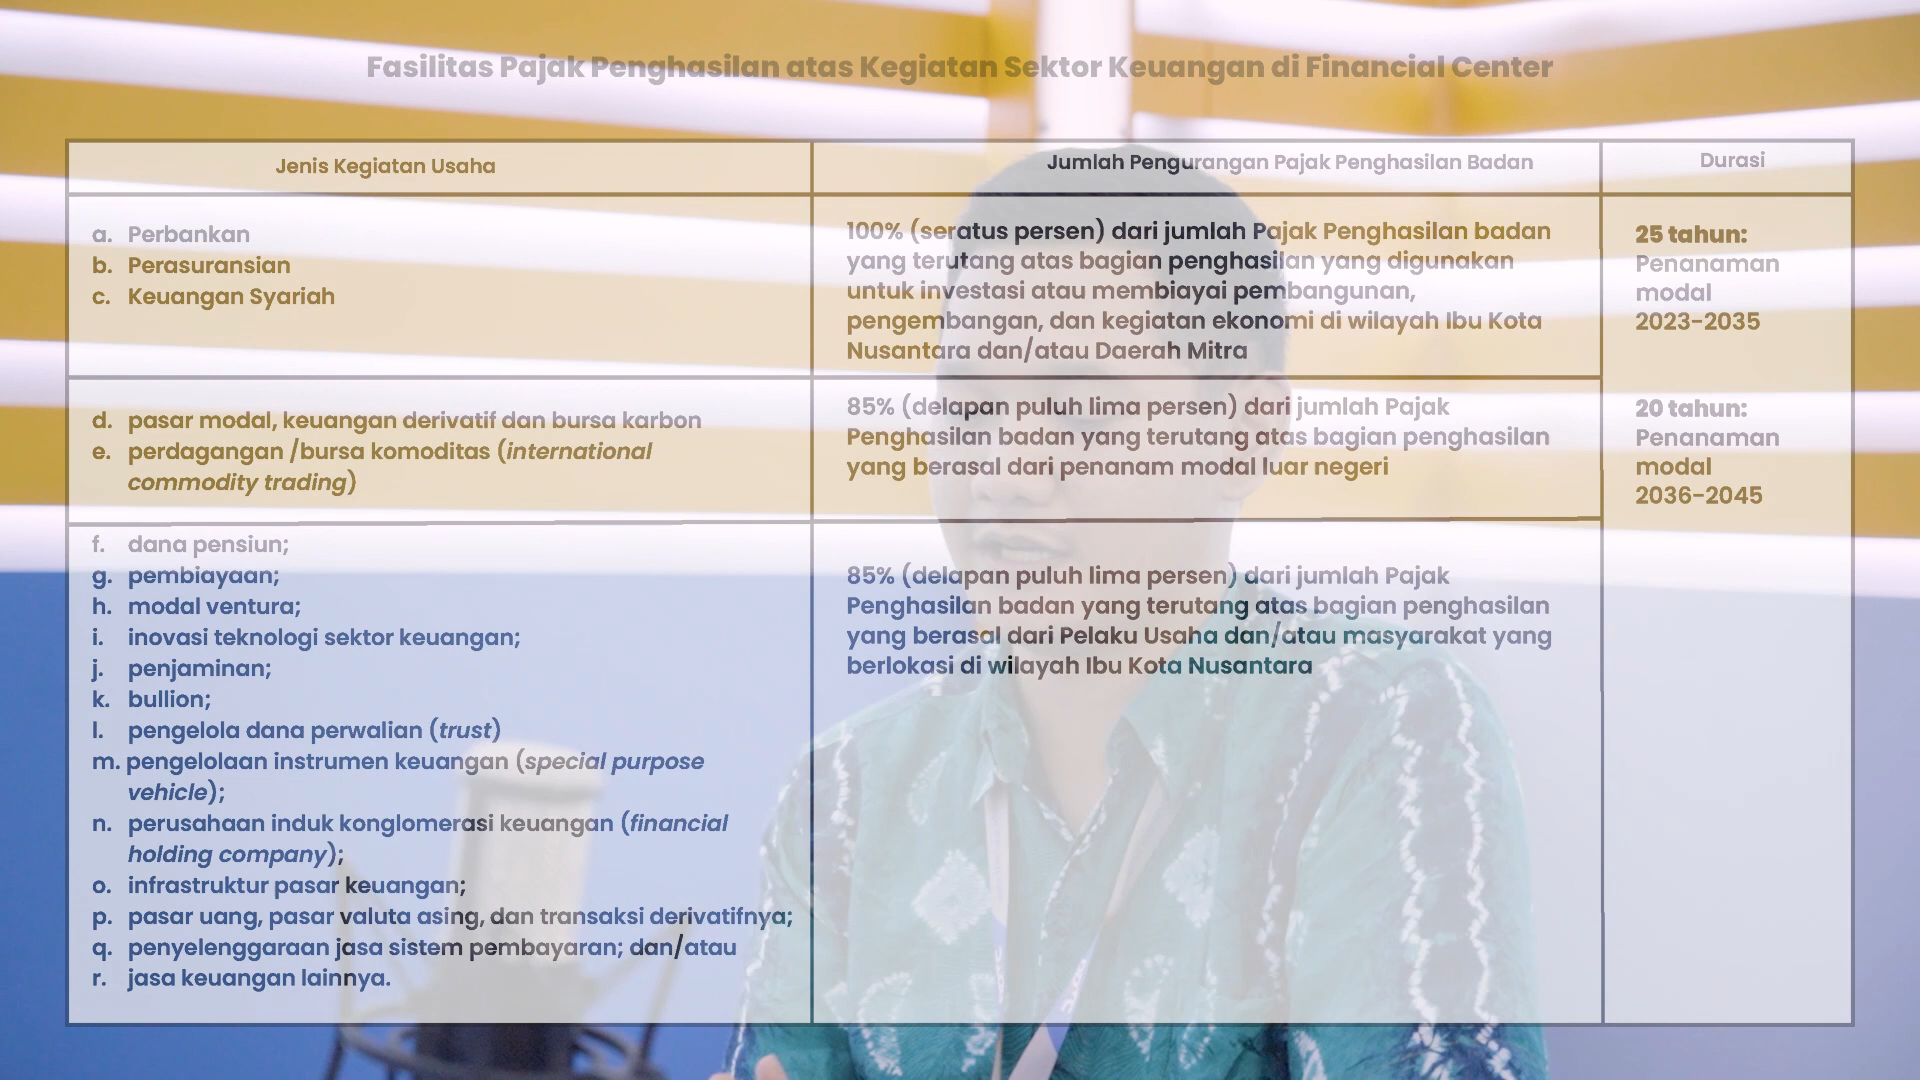 Fasilitas Pajak Penghasilan atas Kegiatan Sektor Keuangan di Financial Center
Jenis Kegiatan Usaha
Jumlah Pengurangan Pajak Penghasilan Badan
Durasi
a. Perbankan
b. Perasuransian
c. Keuangan Syariah
100% (seratus persen) dari jumlah Pajak Penghasilan badan
yang terutang atas bagian penghasilan yang digunakan
untuk investasi atau membiayai pembangunan,
pengembangan, dan kegiatan ekonomi di wilayah Ibu Kota
Nusantara dan/atau Daerah Mitra
25 tahun:
Penanaman
modal
2023-2035
d. pasar modal, keuangan derivatif dan bursa karbon
e. perdagangan /bursa komoditas (international
commodity trading)
85% (delapan puluh lima persen) dari jumlah Pajak
Penghasilan badan yang terutang atas bagian penghasilan
yang berasal dari penanam modal luar negeri
20 tahun:
Penanaman
modal
2036-2045
f. dana pensiun;
g. pembiayaan;
h. modal ventura;
i. inovasi teknologi sektor keuangan;
j. penjaminan;
k. bullion;
l. pengelola dana perwalian (trust)
m. pengelolaan instrumen keuangan (special purpose
vehicle);
n. perusahaan induk konglomerasi keuangan (financial
holding company);
o. infrastruktur pasar keuangan;
p. pasar uang, pasar valuta asing, dan transaksi derivatifnya;
q. penyelenggaraan jasa sistem pembayaran; dan/atau
r. jasa keuangan lainnya.
85% (delapan puluh lima persen) dari jumlah Pajak
Penghasilan badan yang terutang atas bagian penghasilan
yang berasal dari Pelaku Usaha dan/atau masyarakat yang
berlokasi di wilayah Ibu Kota Nusantara